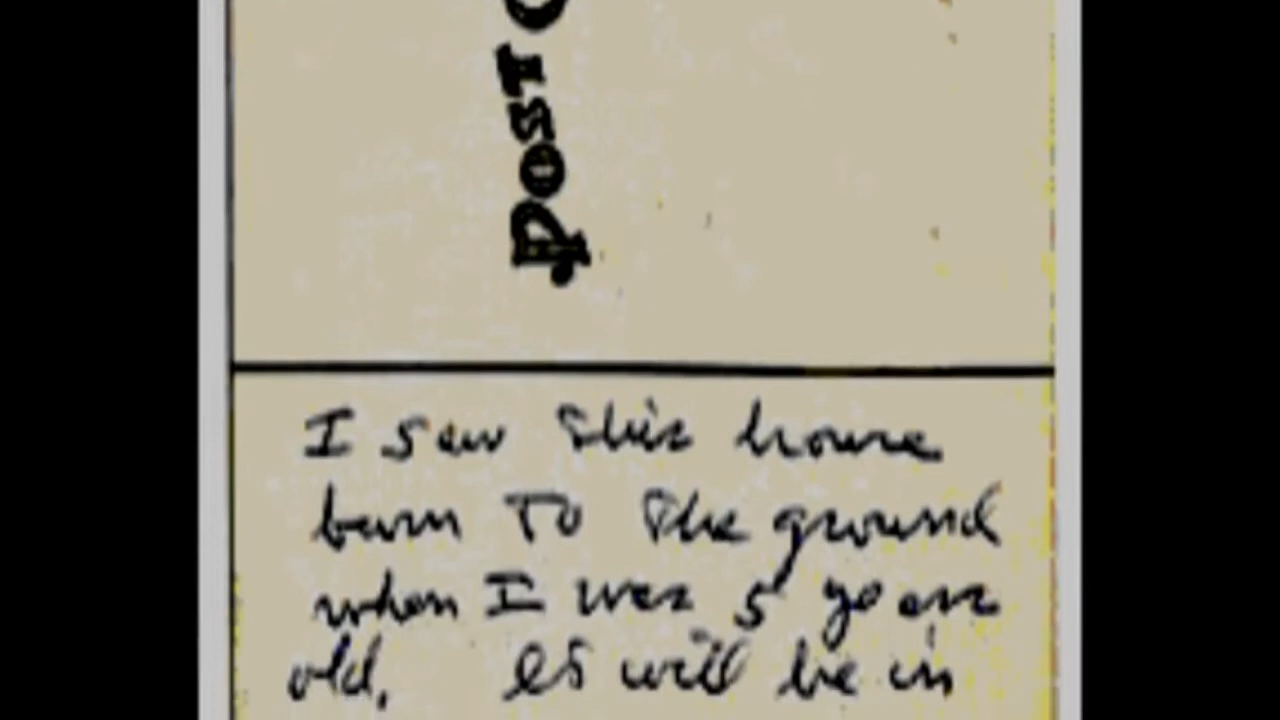 POST C
I saw this house
burn To The ground
when I was 5 years
old, It will be in